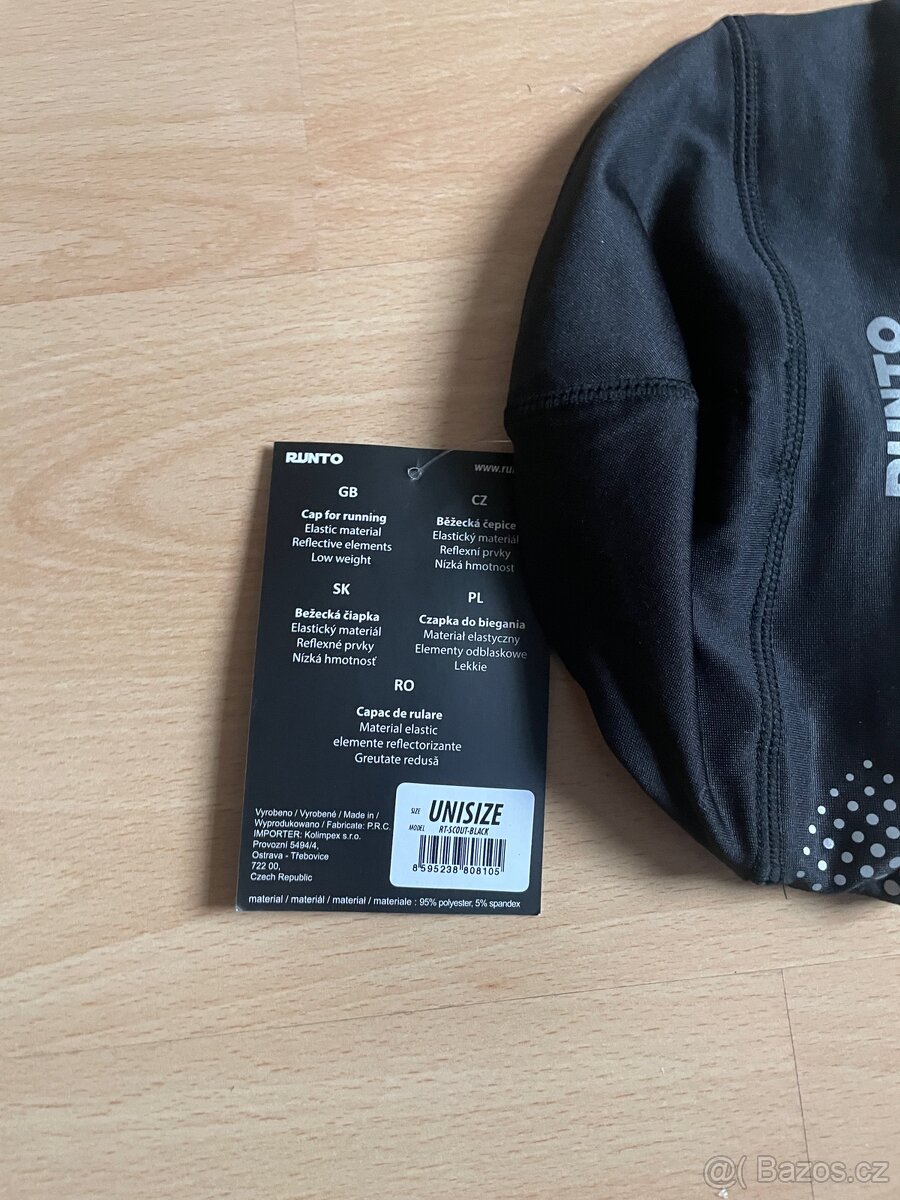 RUNTO
www.ru
GB
Cap for running
Elastic material
Reflective elements
Low weight
CZ
Běžecká čepice
Elastický materiál
Reflexní prvky
Nízká hmotnost
SK
Bežecká čiapka
Elastický materiál
Reflexné prvky
Nízká hmotnosť
PL
Czapka do biegania
Materiał elastyczny
Elementy odblaskowe
Lekkie
RO
Capac de rulare
Material elastic
elemente reflectorizante
Greutate redusă
Vyrobeno / Vyrobené / Made in /
Wyprodukowano / Fabricate: P.R.C.
IMPORTER: Kolimpex s.r.o.
Provozní 5494/4,
Ostrava - Třebovice
722 00,
Czech Republic
SIZE UNISIZE
MODEL RT-SCOUT-BLACK
8 595238 808105
material / materiál / material / materiale : 95% polyester, 5% spandex
RUNTO
@( Bazos.cz